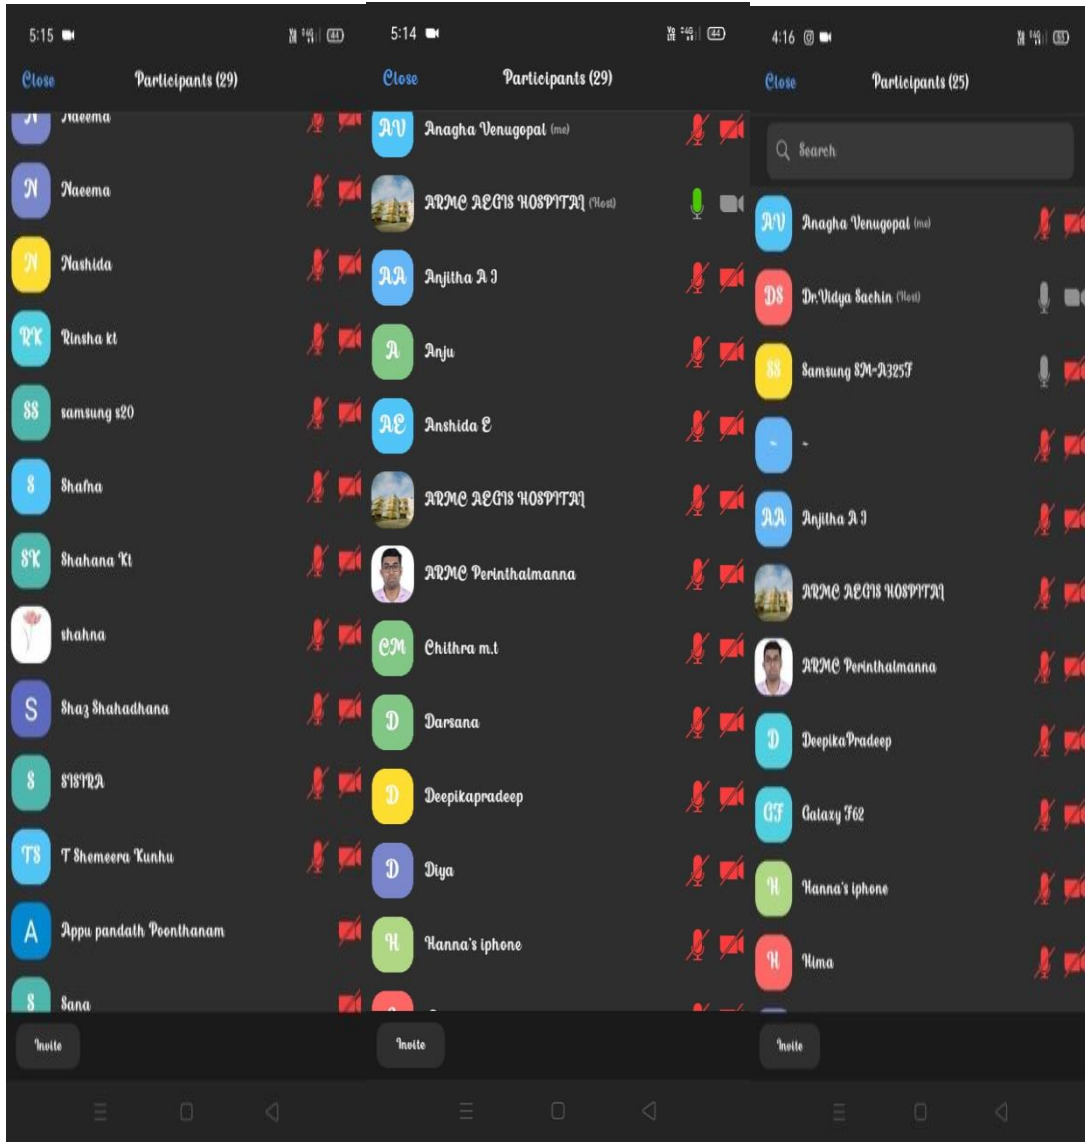 5:15
44
Close Participants (29)
N Naeema
N Naeema
N Nashida
RK Rinsha kt
SS samsung s20
S Shafna
SK Shahana Kt
shahna
S Shaz Shahadhana
S SISIRA
TS T Shemeera Kunhu
A Appu pandath Poonthanam
S Sana
Invite
5:14
44
Close Participants (29)
AV Anagha Venugopal (me)
ARMC AEGIS HOSPITAL (Host)
AA Anjitha A J
A Anju
AE Anshida E
ARMC AEGIS HOSPITAL
ARMC Perinthalmanna
CM Chithra m.t
D Darsana
D Deepikapradeep
D Diya
H Hanna's iphone
Invite
4:16
Close Participants (25)
Search
AV Anagha Venugopal (me)
DS Dr.Vidya Sachin (Host)
SS Samsung SM-A325F
- -
AA Anjitha A J
ARMC AEGIS HOSPITAL
ARMC Perinthalmanna
D DeepikaPradeep
GF Galaxy F62
H Hanna's iphone
H Hima
Invite